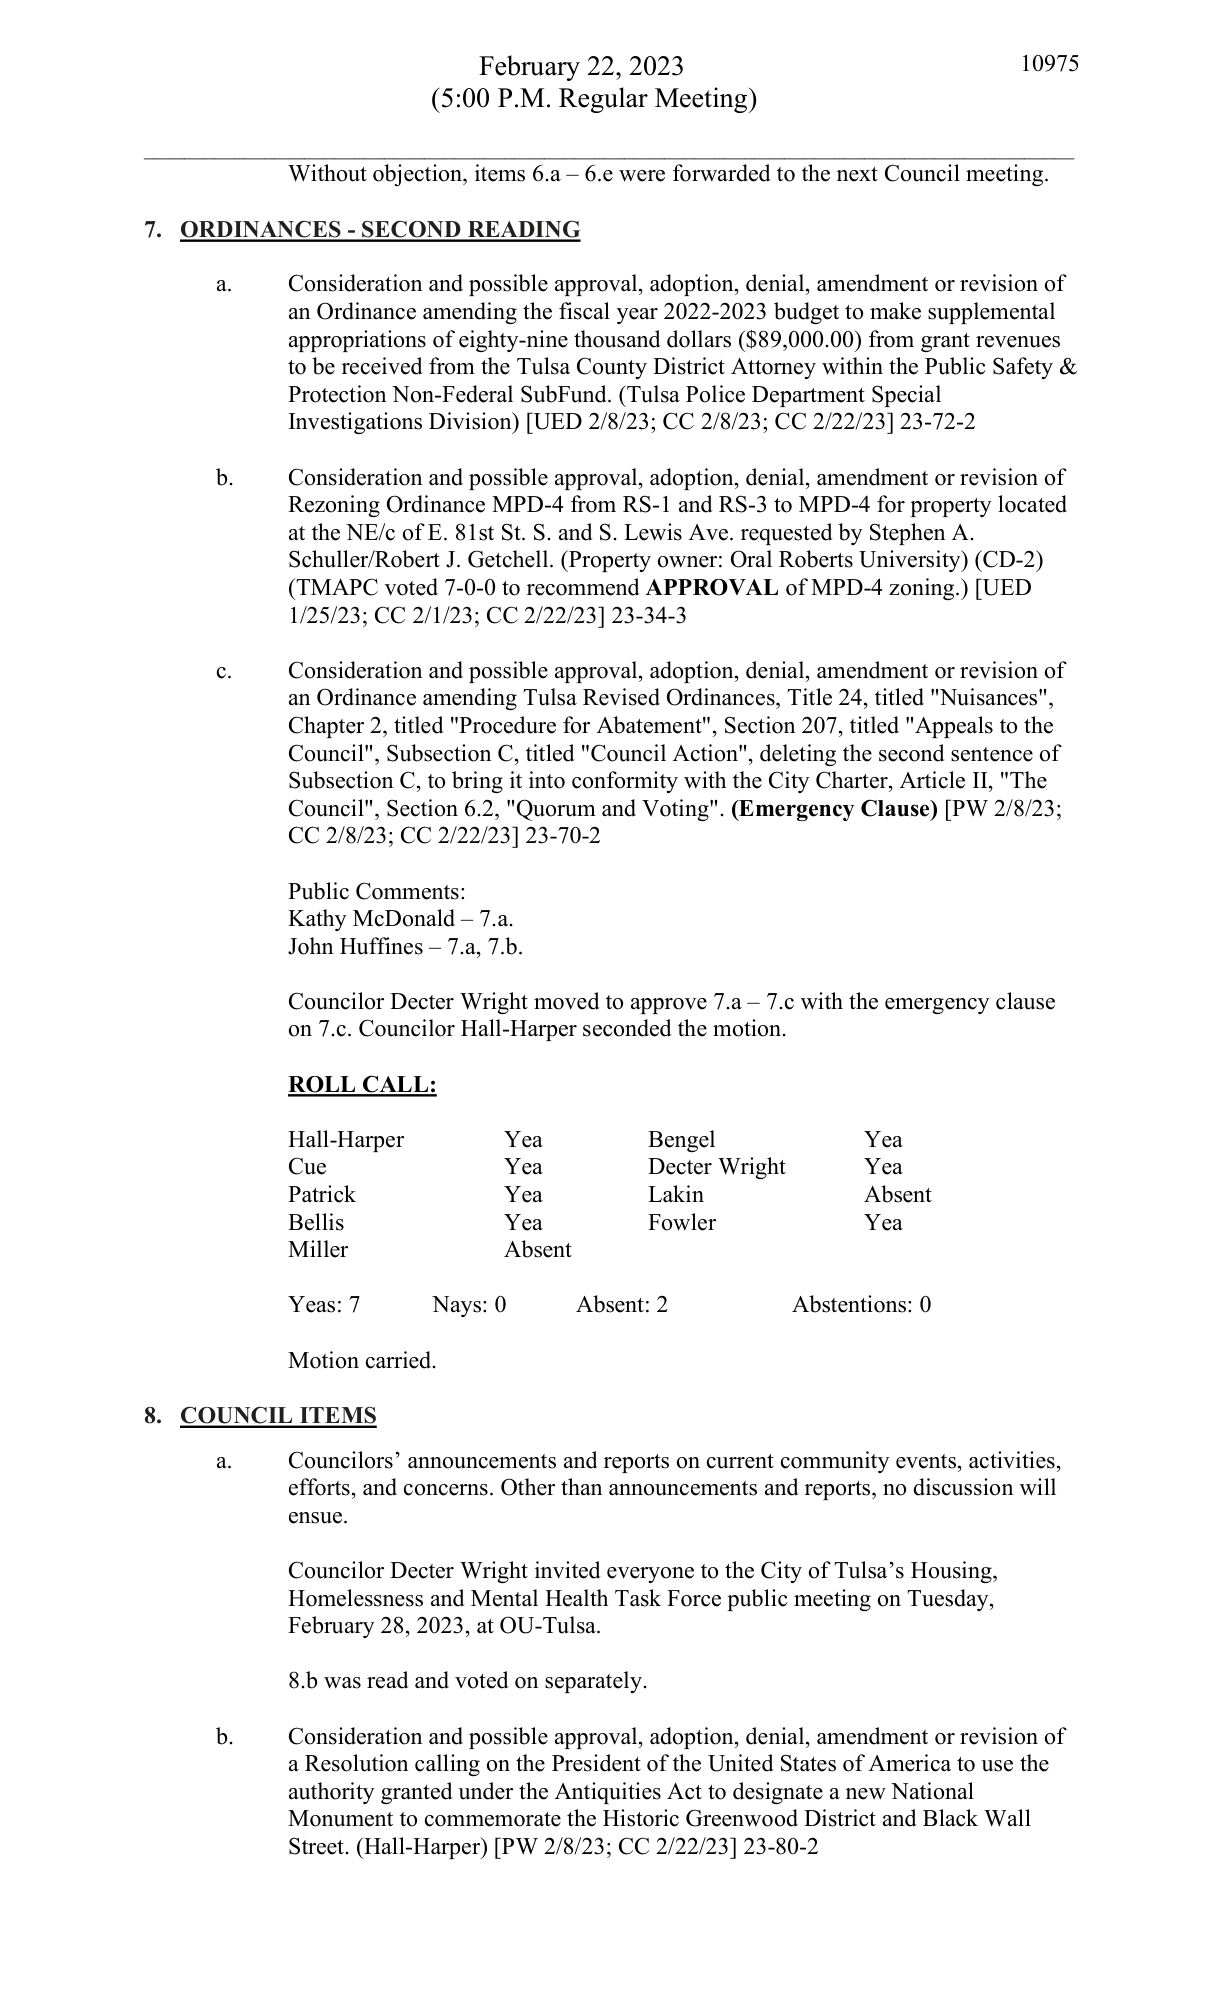 February 22, 2023
10975
(5:00 P.M. Regular Meeting)
Without objection, items 6.a – 6.e were forwarded to the next Council meeting.
7. ORDINANCES - SECOND READING
a. Consideration and possible approval, adoption, denial, amendment or revision of
an Ordinance amending the fiscal year 2022-2023 budget to make supplemental
appropriations of eighty-nine thousand dollars ($89,000.00) from grant revenues
to be received from the Tulsa County District Attorney within the Public Safety &
Protection Non-Federal SubFund. (Tulsa Police Department Special
Investigations Division) [UED 2/8/23; CC 2/8/23; CC 2/22/23] 23-72-2
b. Consideration and possible approval, adoption, denial, amendment or revision of
Rezoning Ordinance MPD-4 from RS-1 and RS-3 to MPD-4 for property located
at the NE/c of E. 81st St. S. and S. Lewis Ave. requested by Stephen A.
Schuller/Robert J. Getchell. (Property owner: Oral Roberts University) (CD-2)
(TMAPC voted 7-0-0 to recommend APPROVAL of MPD-4 zoning.) [UED
1/25/23; CC 2/1/23; CC 2/22/23] 23-34-3
c. Consideration and possible approval, adoption, denial, amendment or revision of
an Ordinance amending Tulsa Revised Ordinances, Title 24, titled "Nuisances",
Chapter 2, titled "Procedure for Abatement", Section 207, titled "Appeals to the
Council", Subsection C, titled "Council Action", deleting the second sentence of
Subsection C, to bring it into conformity with the City Charter, Article II, "The
Council", Section 6.2, "Quorum and Voting". (Emergency Clause) [PW 2/8/23;
CC 2/8/23; CC 2/22/23] 23-70-2
Public Comments:
Kathy McDonald – 7.a.
John Huffines – 7.a, 7.b.
Councilor Decter Wright moved to approve 7.a – 7.c with the emergency clause
on 7.c. Councilor Hall-Harper seconded the motion.
ROLL CALL:
Hall-Harper Yea Bengel Yea
Cue Yea Decter Wright Yea
Patrick Yea Lakin Absent
Bellis Yea Fowler Yea
Miller Absent
Yeas: 7 Nays: 0 Absent: 2 Abstentions: 0
Motion carried.
8. COUNCIL ITEMS
a. Councilors’ announcements and reports on current community events, activities,
efforts, and concerns. Other than announcements and reports, no discussion will
ensue.
Councilor Decter Wright invited everyone to the City of Tulsa’s Housing,
Homelessness and Mental Health Task Force public meeting on Tuesday,
February 28, 2023, at OU-Tulsa.
8.b was read and voted on separately.
b. Consideration and possible approval, adoption, denial, amendment or revision of
a Resolution calling on the President of the United States of America to use the
authority granted under the Antiquities Act to designate a new National
Monument to commemorate the Historic Greenwood District and Black Wall
Street. (Hall-Harper) [PW 2/8/23; CC 2/22/23] 23-80-2